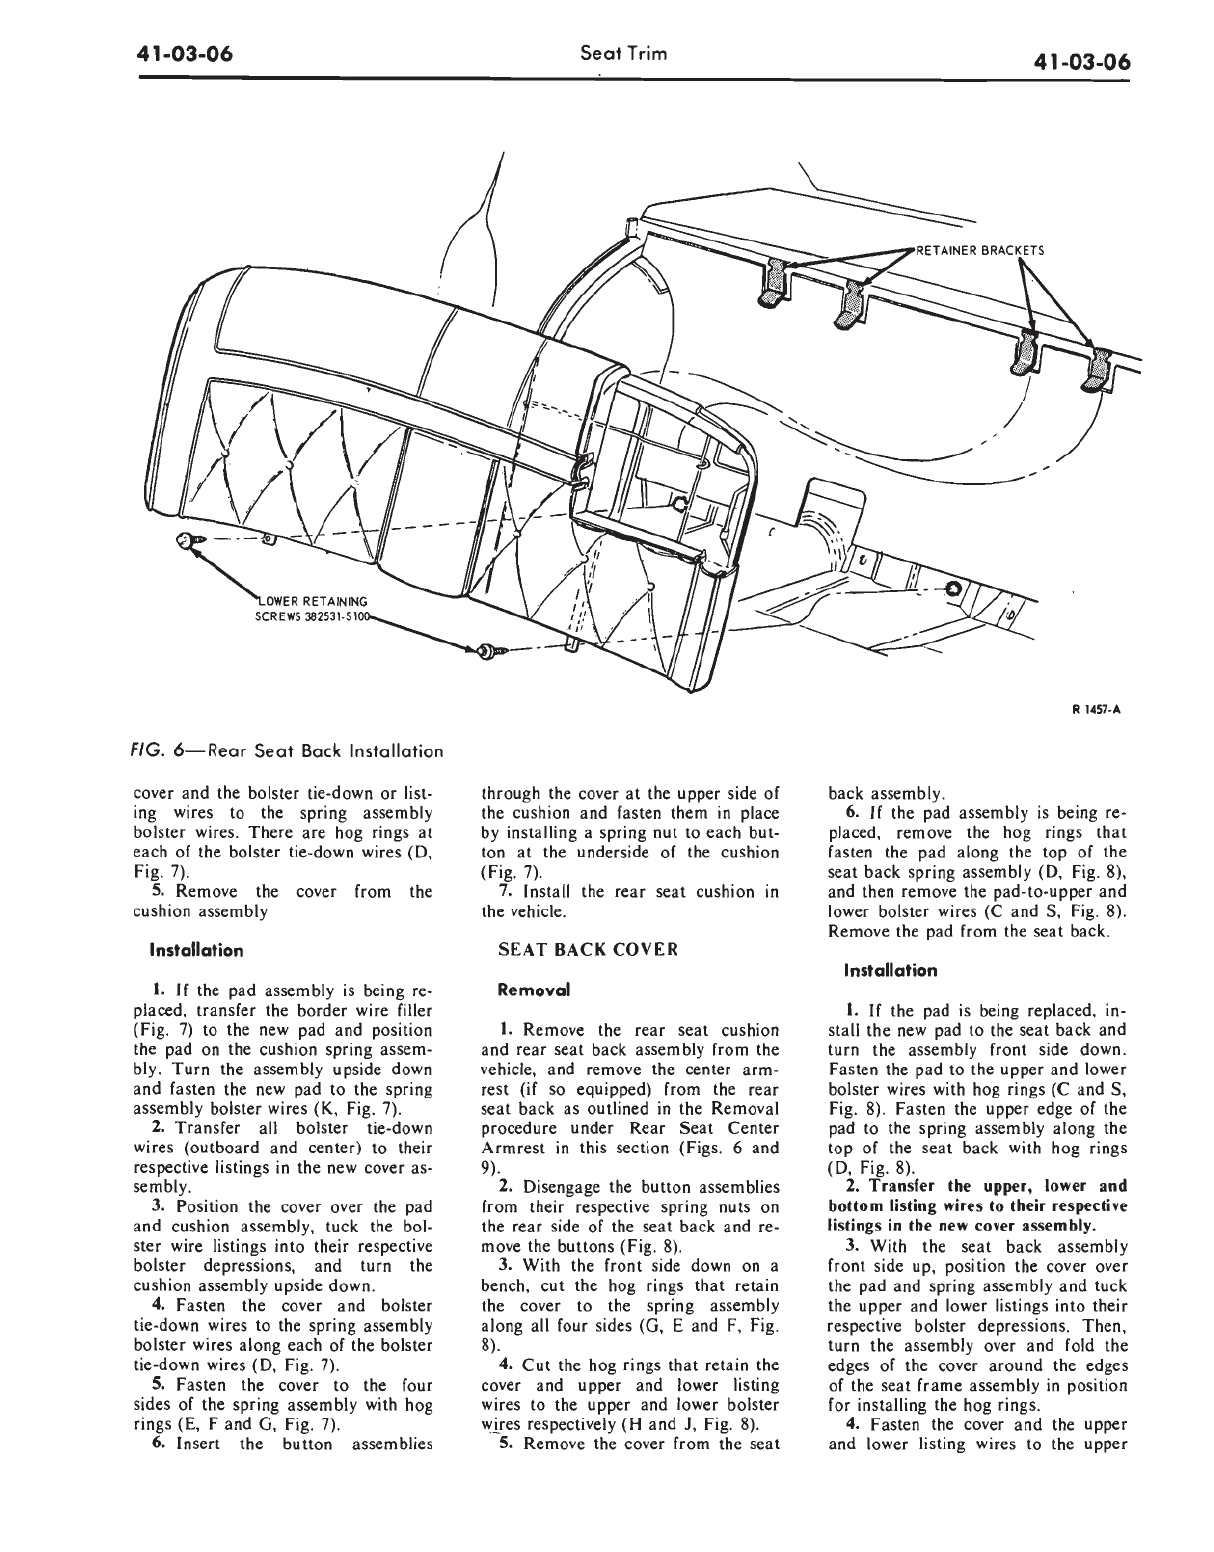 41-03-06
Seat Trim
41-03-06
RETAINER BRACKETS
LOWER RETAINING
SCREWS 382531-S100
R 1457-A
FIG. 6—Rear Seat Back Installation
cover and the bolster tie-down or list-
ing wires to the spring assembly
bolster wires. There are hog rings at
each of the bolster tie-down wires (D,
Fig. 7).
5. Remove the cover from the
cushion assembly
Installation
1. If the pad assembly is being re-
placed, transfer the border wire filler
(Fig. 7) to the new pad and position
the pad on the cushion spring assem-
bly. Turn the assembly upside down
and fasten the new pad to the spring
assembly bolster wires (K, Fig. 7).
2. Transfer all bolster tie-down
wires (outboard and center) to their
respective listings in the new cover as-
sembly.
3. Position the cover over the pad
and cushion assembly, tuck the bol-
ster wire listings into their respective
bolster depressions, and turn the
cushion assembly upside down.
4. Fasten the cover and bolster
tie-down wires to the spring assembly
bolster wires along each of the bolster
tie-down wires (D, Fig. 7).
5. Fasten the cover to the four
sides of the spring assembly with hog
rings (E, F and G, Fig. 7).
6. Insert the button assemblies
through the cover at the upper side of
the cushion and fasten them in place
by installing a spring nut to each but-
ton at the underside of the cushion
(Fig. 7).
7. Install the rear seat cushion in
the vehicle.
SEAT BACK COVER
Removal
1. Remove the rear seat cushion
and rear seat back assembly from the
vehicle, and remove the center arm-
rest (if so equipped) from the rear
seat back as outlined in the Removal
procedure under Rear Seat Center
Armrest in this section (Figs. 6 and
9).
2. Disengage the button assemblies
from their respective spring nuts on
the rear side of the seat back and re-
move the buttons (Fig. 8).
3. With the front side down on a
bench, cut the hog rings that retain
the cover to the spring assembly
along all four sides (G, E and F, Fig.
8).
4. Cut the hog rings that retain the
cover and upper and lower listing
wires to the upper and lower bolster
wires respectively (H and J, Fig. 8).
5. Remove the cover from the seat
back assembly.
6. If the pad assembly is being re-
placed, remove the hog rings that
fasten the pad along the top of the
seat back spring assembly (D, Fig. 8),
and then remove the pad-to-upper and
lower bolster wires (C and S, Fig. 8).
Remove the pad from the seat back.
Installation
1. If the pad is being replaced, in-
stall the new pad to the seat back and
turn the assembly front side down.
Fasten the pad to the upper and lower
bolster wires with hog rings (C and S,
Fig. 8). Fasten the upper edge of the
pad to the spring assembly along the
top of the seat back with hog rings
(D, Fig. 8).
2. Transfer the upper, lower and
bottom listing wires to their respective
listings in the new cover assembly.
3. With the seat back assembly
front side up, position the cover over
the pad and spring assembly and tuck
the upper and lower listings into their
respective bolster depressions. Then,
turn the assembly over and fold the
edges of the cover around the edges
of the seat frame assembly in position
for installing the hog rings.
4. Fasten the cover and the upper
and lower listing wires to the upper